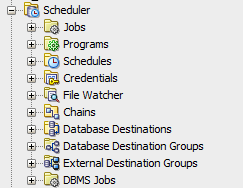 Scheduler
Jobs
Programs
Schedules
Credentials
File Watcher
Chains
Database Destinations
Database Destination Groups
External Destination Groups
DBMS Jobs